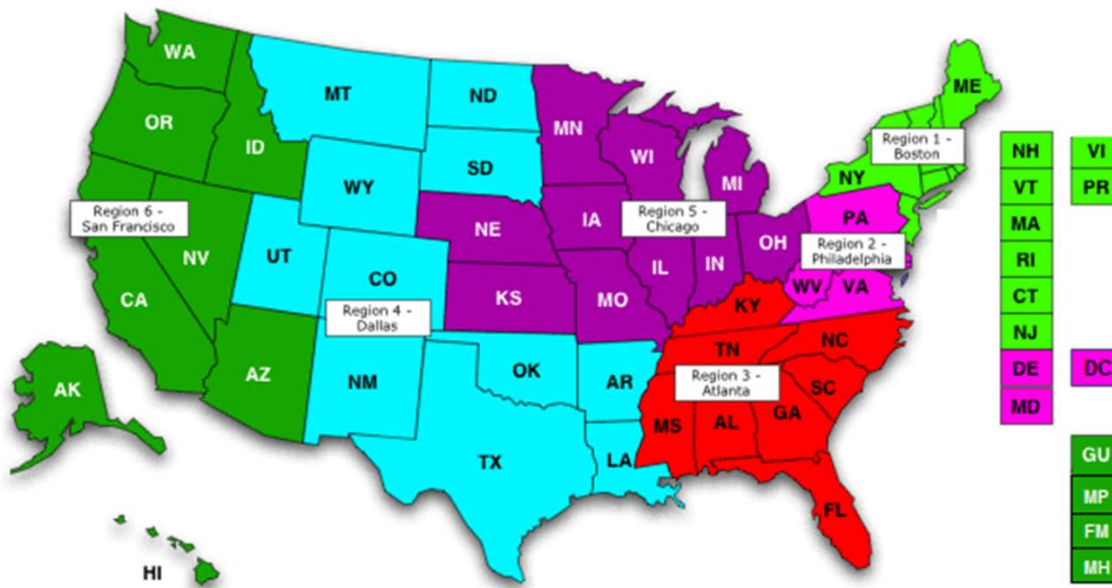 WA
MT
ND
MN
ME
OR
ID
WI
Region 1 -
Boston
NH
VI
SD
MI
NY
VT
PR
WY
Region 6 -
San Francisco
NE
IA
Region 5 -
Chicago
PA
MA
NV
UT
CO
IL
IN
OH
Region 2 -
Philadelphia
RI
CA
KS
MO
WV
VA
CT
Region 4 -
Dallas
KY
NJ
AZ
NM
OK
AR
TN
NC
DE
DC
AK
Region 3 -
Atlanta
SC
MD
MS
AL
GA
TX
LA
GU
FL
MP
FM
HI
MH